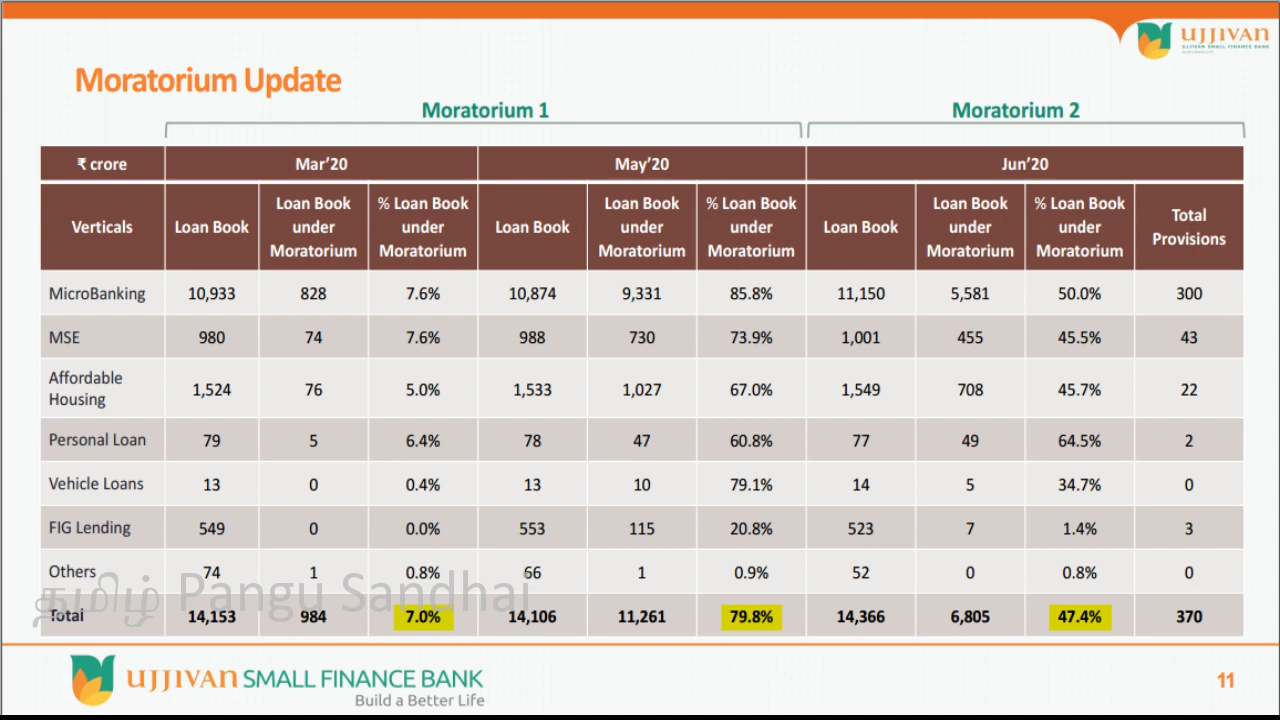 UJJIVAN
UJJIVAN SMALL FINANCE BANK
Build a Better Life
Moratorium Update
Moratorium 1 Moratorium 2
₹ crore Mar'20 May'20 Jun'20
Verticals Loan Book Loan Book under Moratorium % Loan Book under Moratorium Loan Book Loan Book under Moratorium % Loan Book under Moratorium Loan Book Loan Book under Moratorium % Loan Book under Moratorium Total Provisions
MicroBanking 10,933 828 7.6% 10,874 9,331 85.8% 11,150 5,581 50.0% 300
MSE 980 74 7.6% 988 730 73.9% 1,001 455 45.5% 43
Affordable Housing 1,524 76 5.0% 1,533 1,027 67.0% 1,549 708 45.7% 22
Personal Loan 79 5 6.4% 78 47 60.8% 77 49 64.5% 2
Vehicle Loans 13 0 0.4% 13 10 79.1% 14 5 34.7% 0
FIG Lending 549 0 0.0% 553 115 20.8% 523 7 1.4% 3
Others 74 1 0.8% 66 1 0.9% 52 0 0.8% 0
தமிழ் Pangu Sandhai
Total 14,153 984 7.0% 14,106 11,261 79.8% 14,366 6,805 47.4% 370
UJJIVAN SMALL FINANCE BANK
Build a Better Life
11